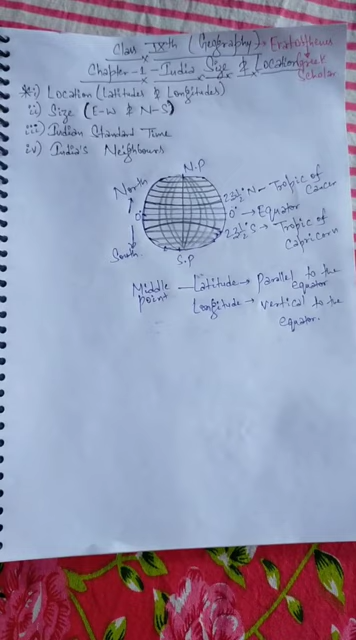 Class IXth (Geography) → Eratosthenes
Greek Scholar
Chapter-1 - India Size & Location
* i) Location (Latitudes & Longitudes)
ii) Size (E-W & N-S)
iii) Indian Standard Time
iv) India's Neighbours
N.P
North
23½°N → Tropic of cancer
0°
0° → Equator
23½°S → Tropic of capricorn
South
S.P
Middle point — Latitude → Parallel to the equator
Longitude → vertical to the equator.